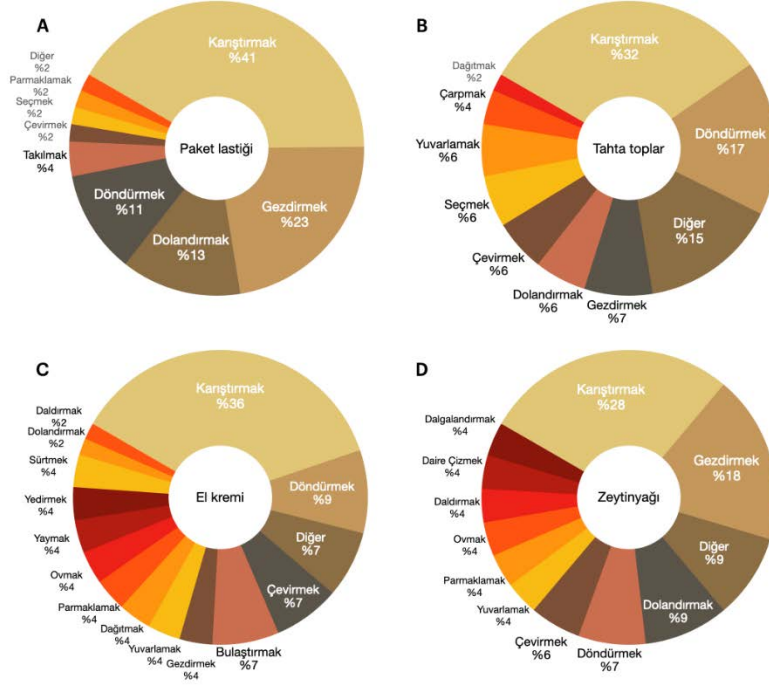 A
Karıştırmak
%41
Gezdirmek
%23
Dolandırmak
%13
Döndürmek
%11
Takılmak
%4
Çevirmek
%2
Seçmek
%2
Parmaklamak
%2
Diğer
%2
Paket lastiği
B
Karıştırmak
%32
Döndürmek
%17
Diğer
%15
Gezdirmek
%7
Dolandırmak
%6
Çevirmek
%6
Seçmek
%6
Yuvarlamak
%6
Çarpmak
%4
Dağıtmak
%2
Tahta toplar
C
Karıştırmak
%36
Döndürmek
%9
Diğer
%7
Çevirmek
%7
Bulaştırmak
%7
Gezdirmek
%4
Yuvarlamak
%4
Dağıtmak
%4
Parmaklamak
%4
Ovmak
%4
Yaymak
%4
Yedirmek
%4
Sürtmek
%4
Dolandırmak
%2
Daldırmak
%2
El kremi
D
Karıştırmak
%28
Gezdirmek
%18
Diğer
%9
Dolandırmak
%9
Döndürmek
%7
Çevirmek
%6
Yuvarlamak
%4
Parmaklamak
%4
Ovmak
%4
Daldırmak
%4
Daire Çizmek
%4
Dalgalandırmak
%4
Zeytinyağı